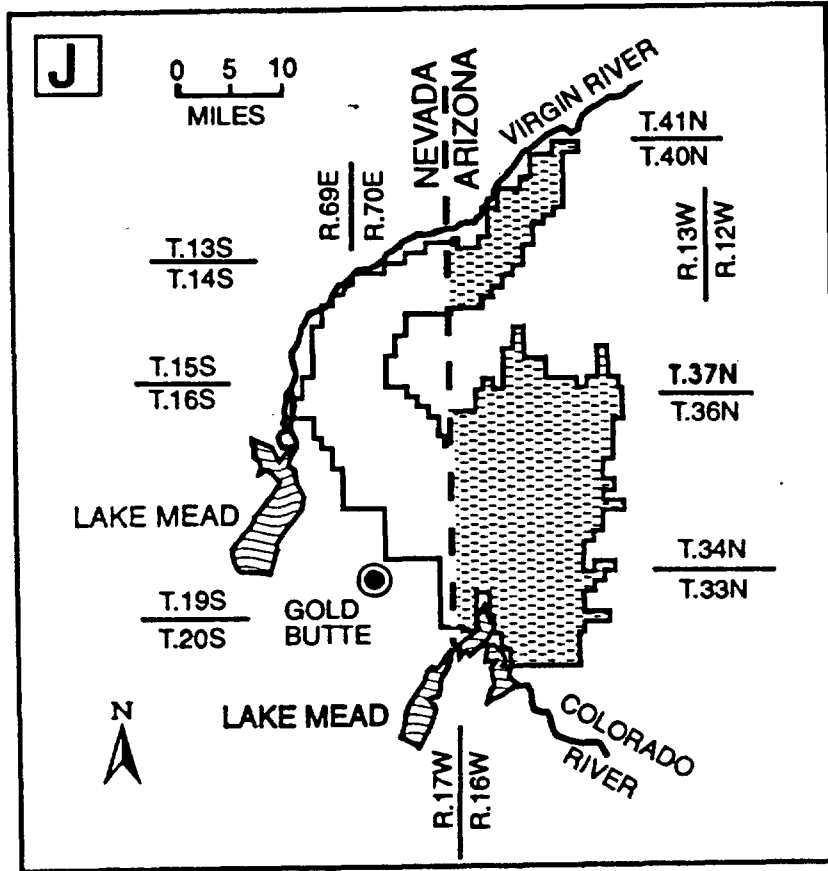 J
0 5 10
MILES
NEVADA
ARIZONA
VIRGIN RIVER
T.41N
T.40N
R.69E
R.70E
R.13W
R.12W
T.13S
T.14S
T.15S
T.16S
T.37N
T.36N
LAKE MEAD
T.34N
T.33N
T.19S
T.20S
GOLD
BUTTE
LAKE MEAD
N
COLORADO
RIVER
R.17W
R.16W